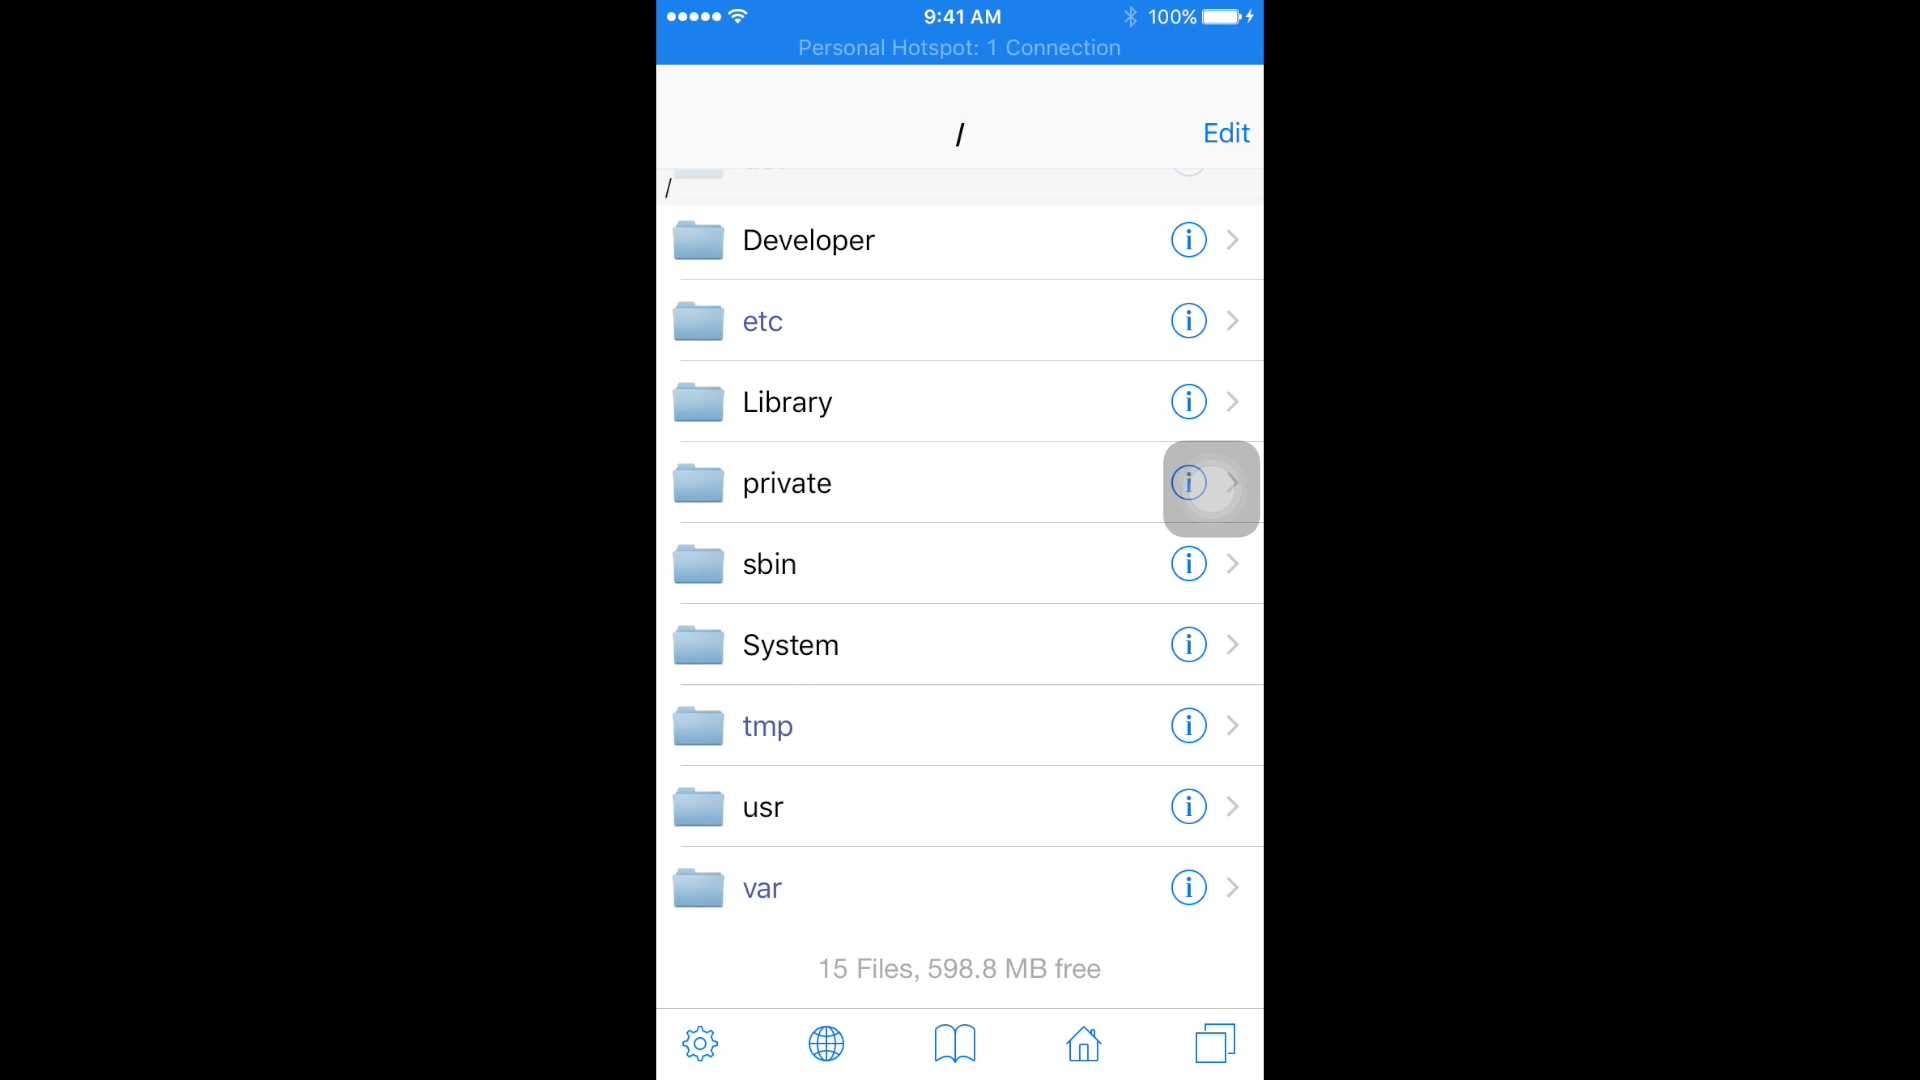 9:41 AM
100%
Personal Hotspot: 1 Connection
/
Edit
/
Developer
etc
Library
private
sbin
System
tmp
usr
var
15 Files, 598.8 MB free